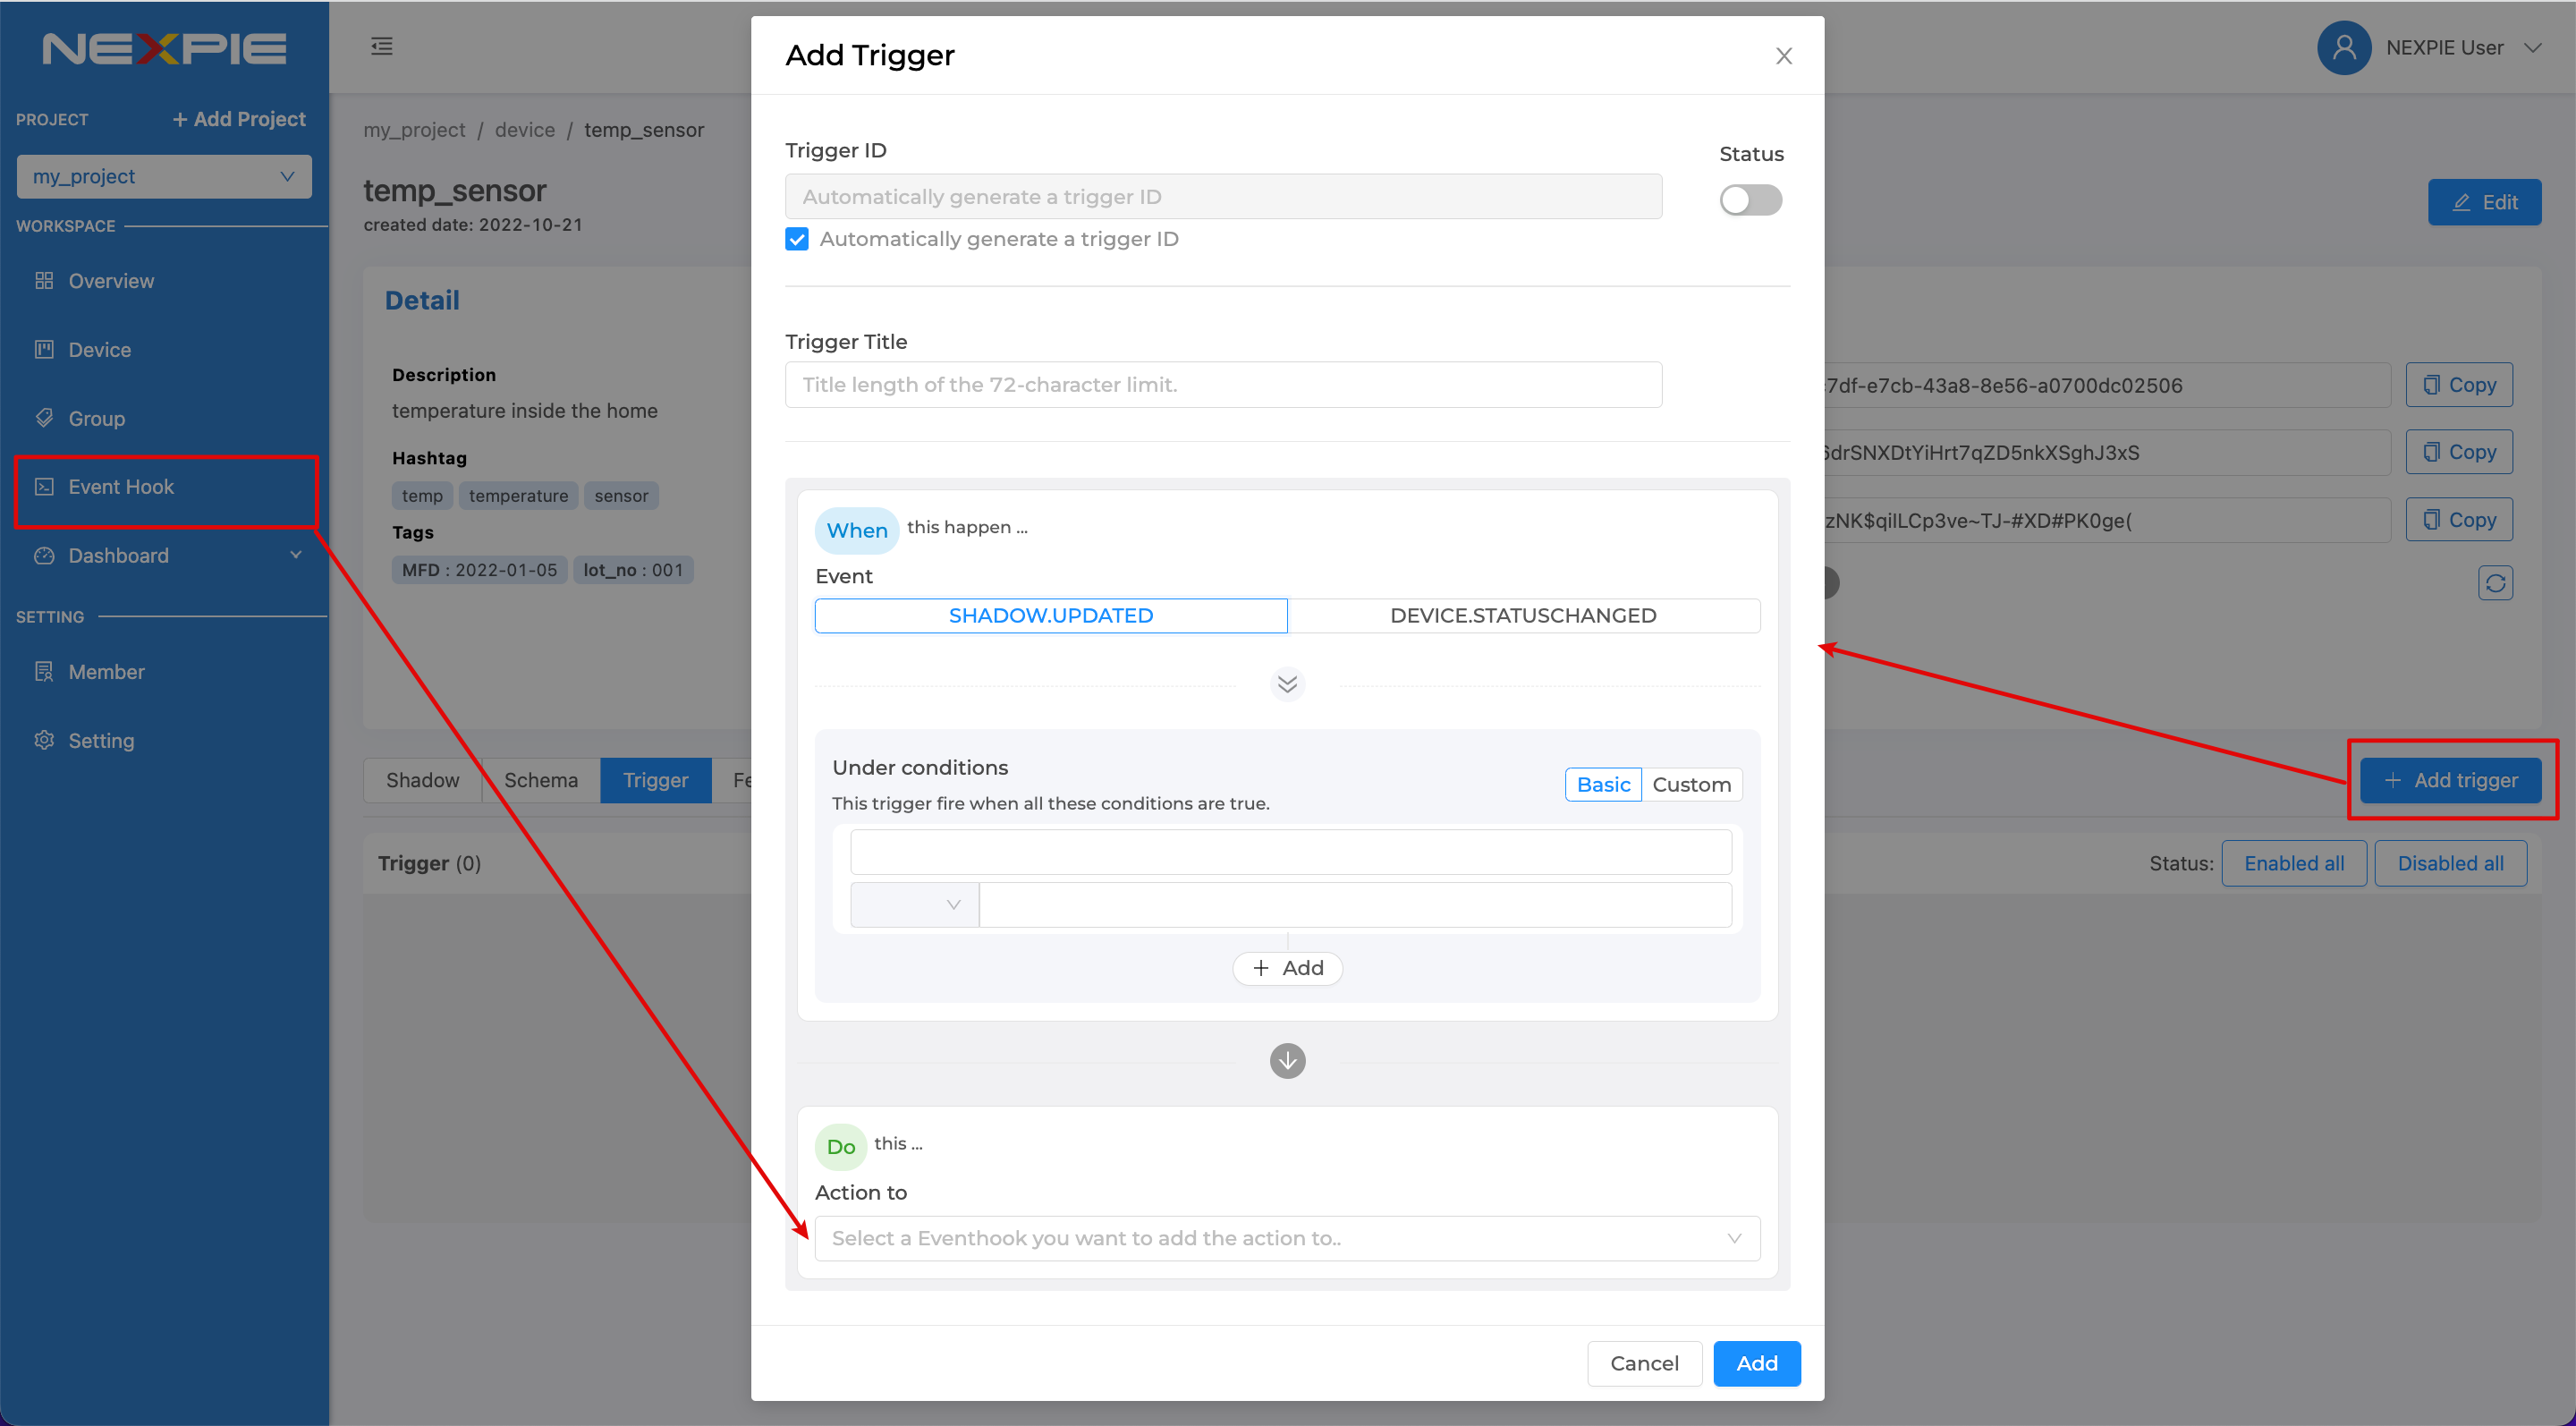 NEXPIE
PROJECT
+ Add Project
my_project
WORKSPACE
Overview
Device
Group
Event Hook
Dashboard
SETTING
Member
Setting
NEXPIE User
my_project / device / temp_sensor
temp_sensor
created date: 2022-10-21
Edit
Detail
Description
temperature inside the home
Hashtag
temp temperature sensor
Tags
MFD : 2022-01-05 lot_no : 001
7df-e7cb-43a8-8e56-a0700dc02506
Copy
drSNXDtYiHrt7qZD5nkXSghJ3xS
Copy
zNK$qilLCp3ve~TJ-#XD#PK0ge(
Copy
Shadow Schema Trigger Fe
+ Add trigger
Trigger (0)
Status: Enabled all Disabled all
Add Trigger
Trigger ID
Status
Automatically generate a trigger ID
Automatically generate a trigger ID
Trigger Title
Title length of the 72-character limit.
When this happen ...
Event
SHADOW.UPDATED DEVICE.STATUSCHANGED
Under conditions
Basic Custom
This trigger fire when all these conditions are true.
+ Add
Do this ...
Action to
Select a Eventhook you want to add the action to..
Cancel Add